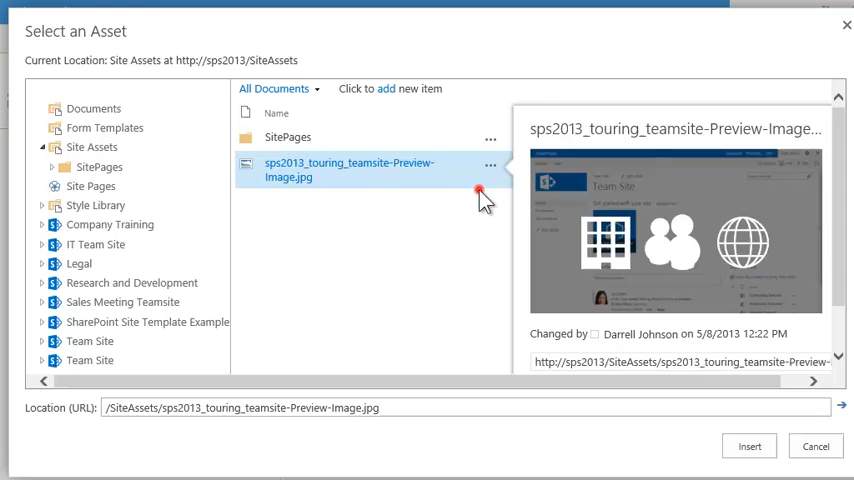 Select an Asset
Current Location: Site Assets at http://sps2013/SiteAssets
All Documents
Click to add new item
Name
Documents
Form Templates
Site Assets
SitePages
Site Pages
Style Library
Company Training
IT Team Site
Legal
Research and Development
Sales Meeting Teamsite
SharePoint Site Template Example
Team Site
Team Site
SitePages
...
sps2013_touring_teamsite-Preview-
Image.jpg
...
sps2013_touring_teamsite-Preview-Image...
Team Site
Changed by Darrell Johnson on 5/8/2013 12:22 PM
http://sps2013/SiteAssets/sps2013_touring_teamsite-Preview-
Location (URL):
/SiteAssets/sps2013_touring_teamsite-Preview-Image.jpg
Insert
Cancel